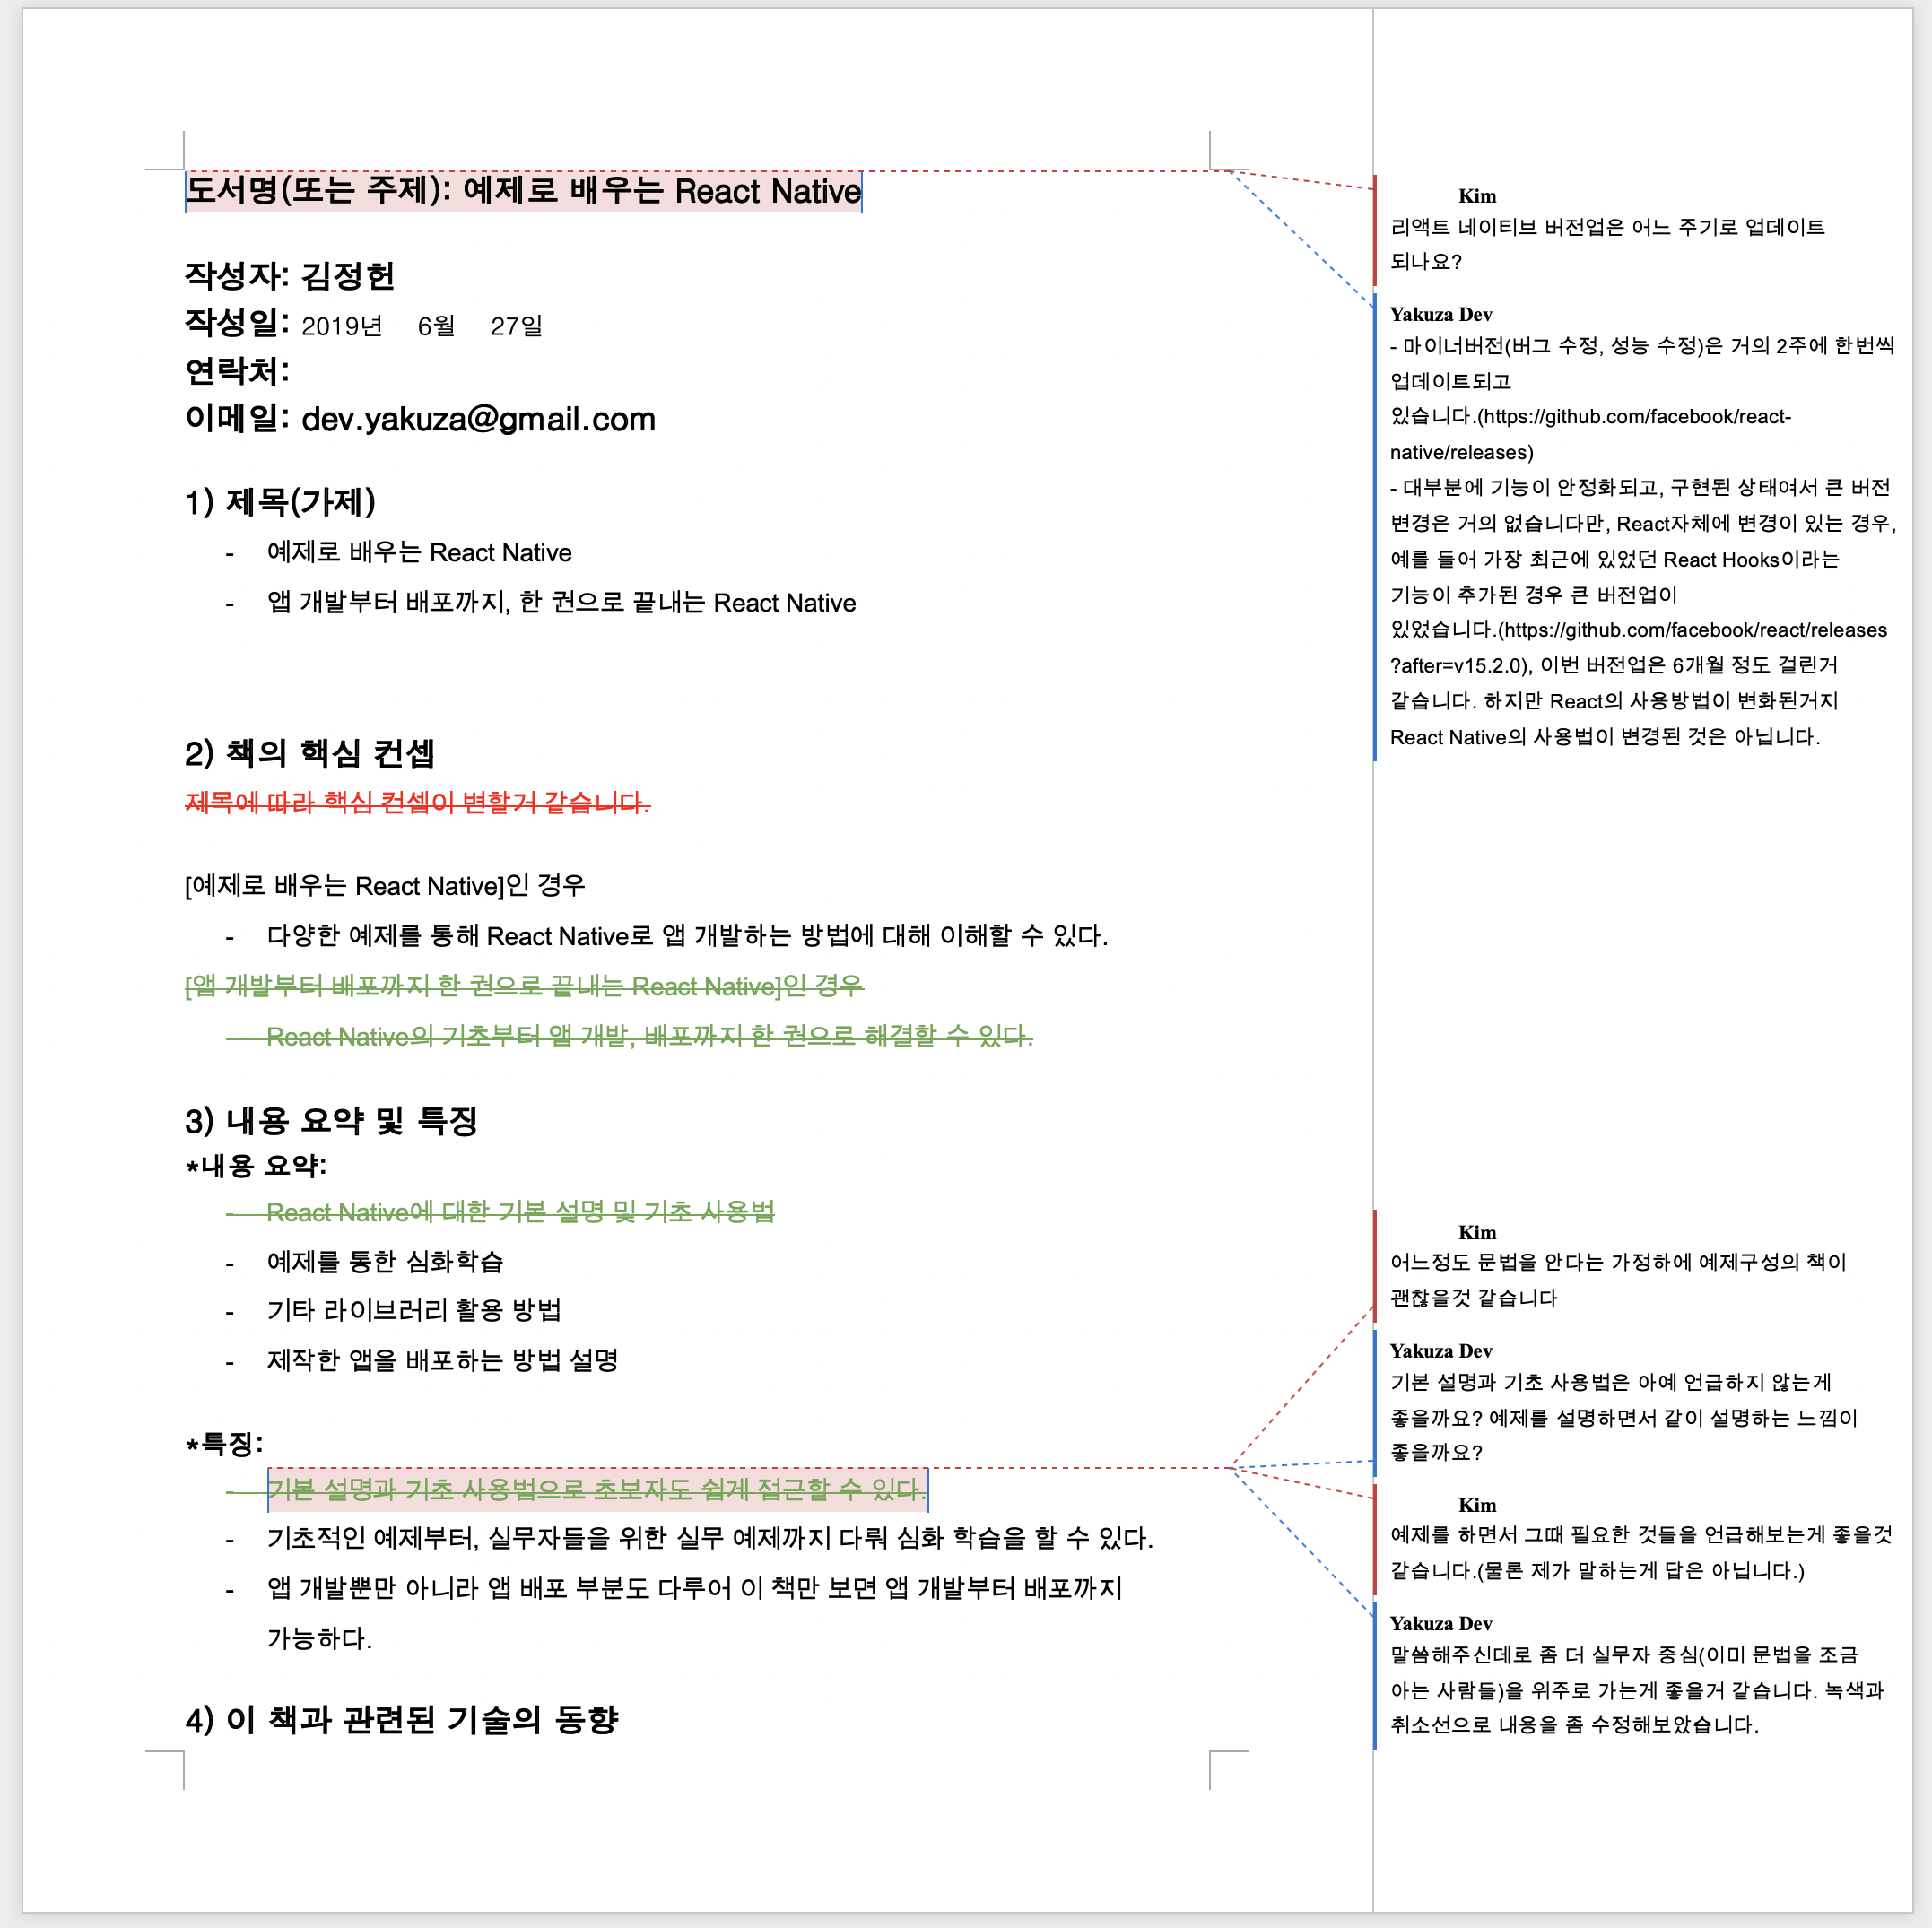 도서명(또는 주제): 예제로 배우는 React Native
작성자: 김정헌
작성일: 2019년 6월 27일
연락처:
이메일: dev.yakuza@gmail.com
1) 제목(가제)
- 예제로 배우는 React Native
- 앱 개발부터 배포까지, 한 권으로 끝내는 React Native
2) 책의 핵심 컨셉
제목에 따라 핵심 컨셉이 변할거 같습니다.
[예제로 배우는 React Native]인 경우
- 다양한 예제를 통해 React Native로 앱 개발하는 방법에 대해 이해할 수 있다.
[앱 개발부터 배포까지 한 권으로 끝내는 React Native]인 경우
- React Native의 기초부터 앱 개발, 배포까지 한 권으로 해결할 수 있다.
3) 내용 요약 및 특징
*내용 요약:
- React Native에 대한 기본 설명 및 기초 사용법
- 예제를 통한 심화학습
- 기타 라이브러리 활용 방법
- 제작한 앱을 배포하는 방법 설명
*특징:
- 기본 설명과 기초 사용법으로 초보자도 쉽게 접근할 수 있다.
- 기초적인 예제부터, 실무자들을 위한 실무 예제까지 다뤄 심화 학습을 할 수 있다.
- 앱 개발뿐만 아니라 앱 배포 부분도 다루어 이 책만 보면 앱 개발부터 배포까지
가능하다.
4) 이 책과 관련된 기술의 동향
Kim
리액트 네이티브 버전업은 어느 주기로 업데이트
되나요?
Yakuza Dev
- 마이너버전(버그 수정, 성능 수정)은 거의 2주에 한번씩
업데이트되고
있습니다.(https://github.com/facebook/react-
native/releases)
- 대부분에 기능이 안정화되고, 구현된 상태여서 큰 버전
변경은 거의 없습니다만, React자체에 변경이 있는 경우,
예를 들어 가장 최근에 있었던 React Hooks이라는
기능이 추가된 경우 큰 버전업이
있었습니다.(https://github.com/facebook/react/releases
?after=v15.2.0), 이번 버전업은 6개월 정도 걸린거
같습니다. 하지만 React의 사용방법이 변화된거지
React Native의 사용법이 변경된 것은 아닙니다.
Kim
어느정도 문법을 안다는 가정하에 예제구성의 책이
괜찮을것 같습니다
Yakuza Dev
기본 설명과 기초 사용법은 아예 언급하지 않는게
좋을까요? 예제를 설명하면서 같이 설명하는 느낌이
좋을까요?
Kim
예제를 하면서 그때 필요한 것들을 언급해보는게 좋을것
같습니다.(물론 제가 말하는게 답은 아닙니다.)
Yakuza Dev
말씀해주신데로 좀 더 실무자 중심(이미 문법을 조금
아는 사람들)을 위주로 가는게 좋을거 같습니다. 녹색과
취소선으로 내용을 좀 수정해보았습니다.